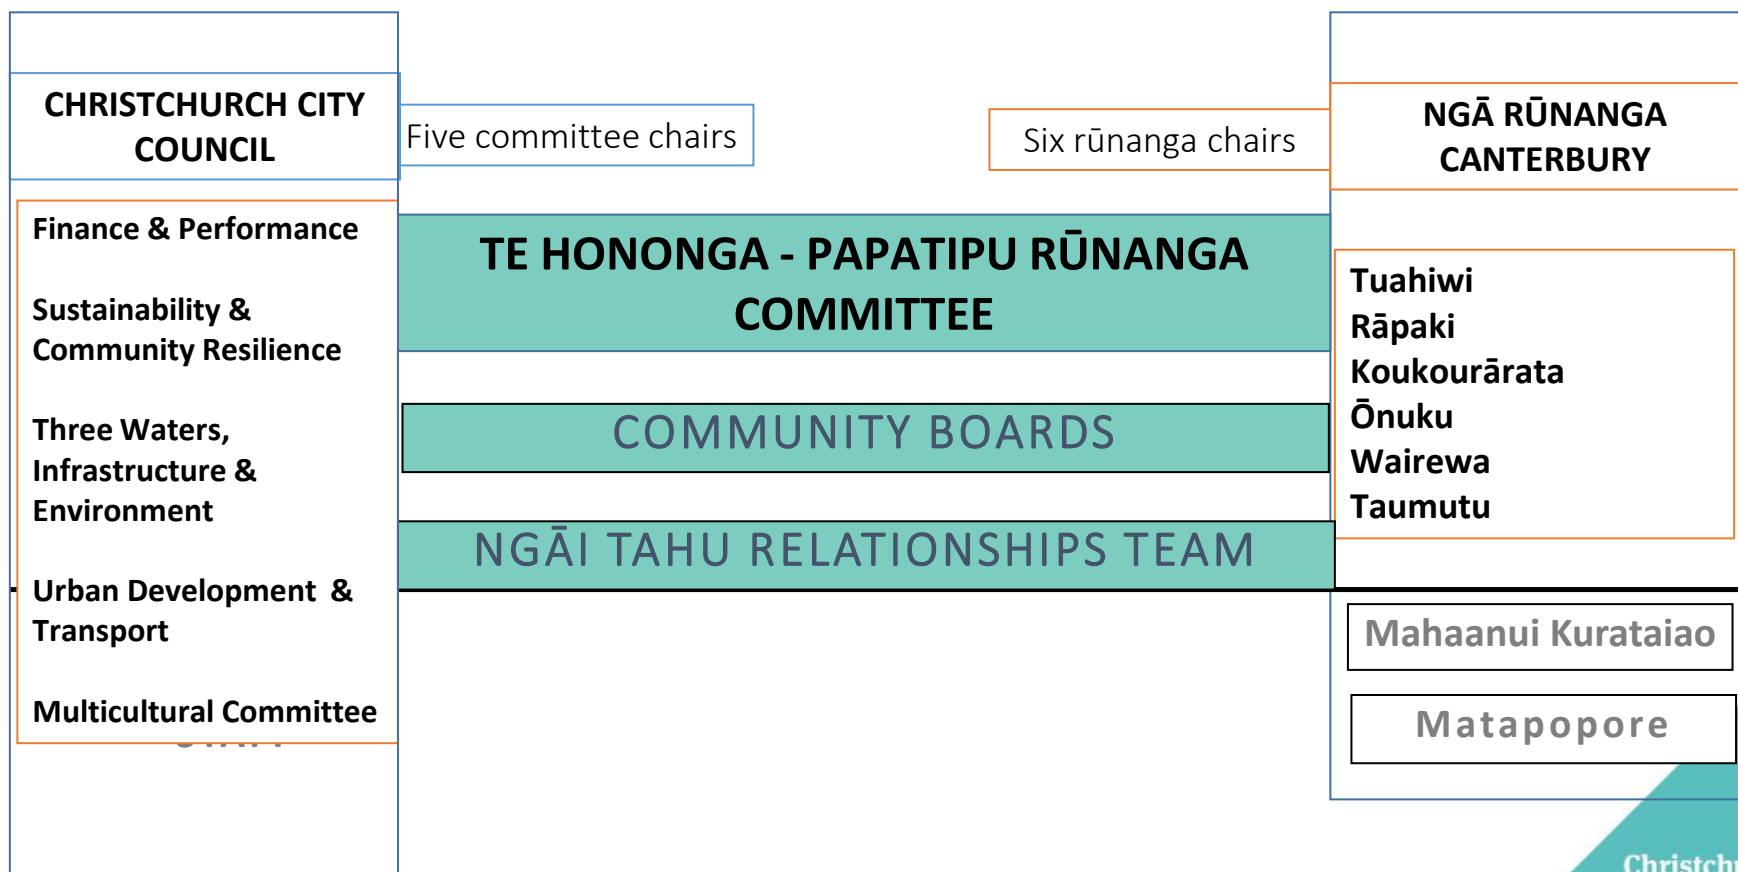 CHRISTCHURCH CITY
COUNCIL
Five committee chairs
Six rūnanga chairs
NGĀ RŪNANGA
CANTERBURY
Finance & Performance
Sustainability &
Community Resilience
Three Waters,
Infrastructure &
Environment
Urban Development &
Transport
Multicultural Committee
TE HONONGA - PAPATIPU RŪNANGA
COMMITTEE
COMMUNITY BOARDS
NGĀI TAHU RELATIONSHIPS TEAM
Tuahiwi
Rāpaki
Koukourārata
Ōnuku
Wairewa
Taumutu
Mahaanui Kurataiao
Matapopore